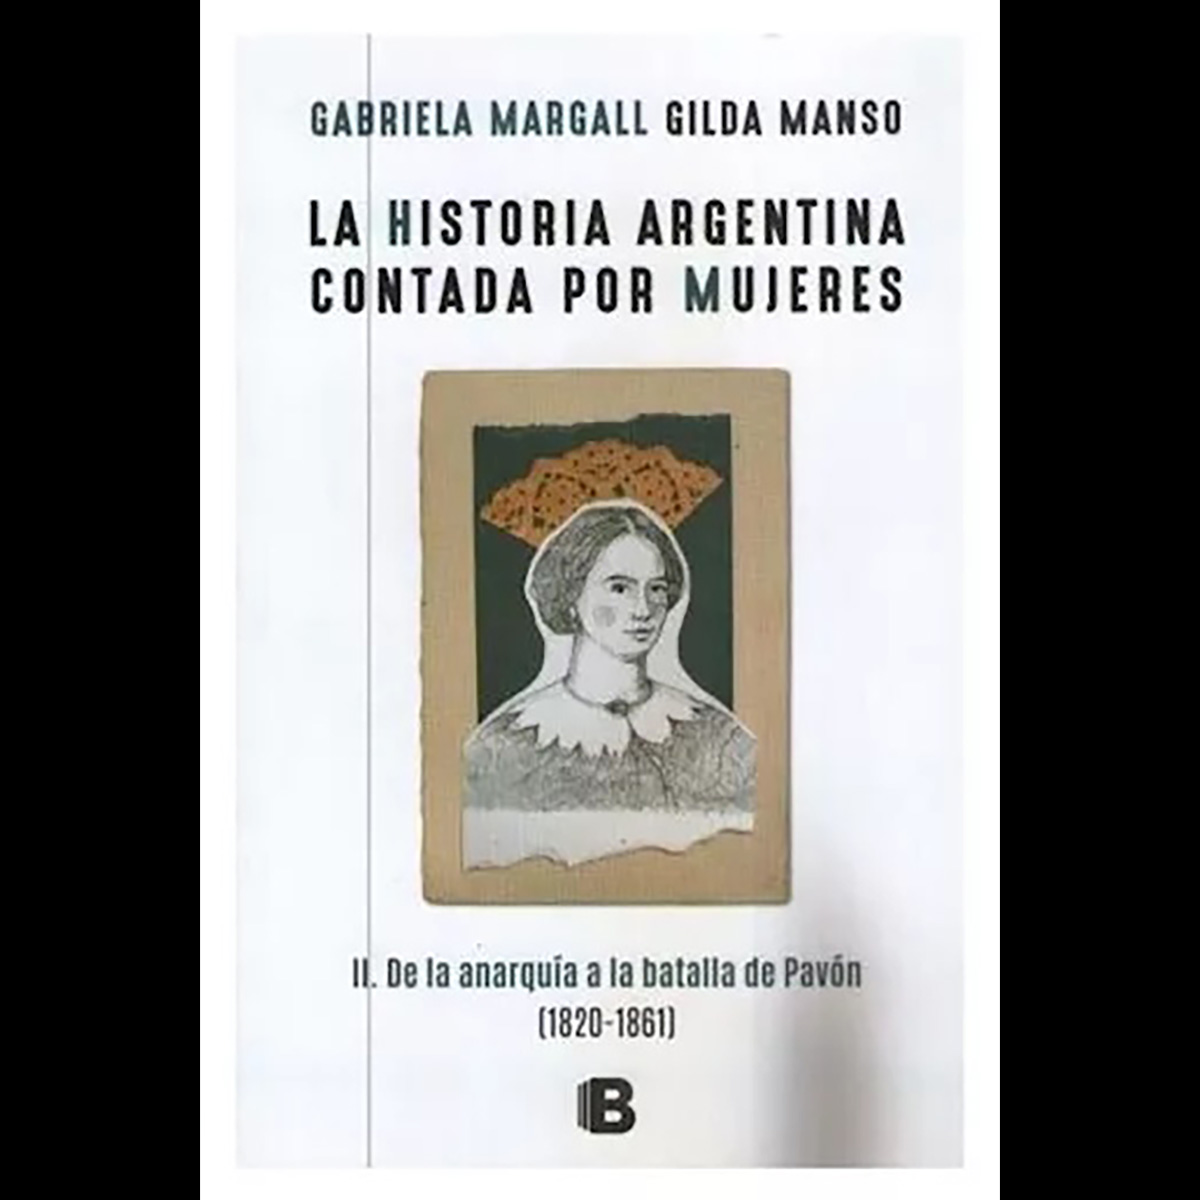 GABRIELA MARGALL GILDA MANSO
LA HISTORIA ARGENTINA
CONTADA POR MUJERES
II. De la anarquía a la batalla de Pavón
(1820-1861)
B